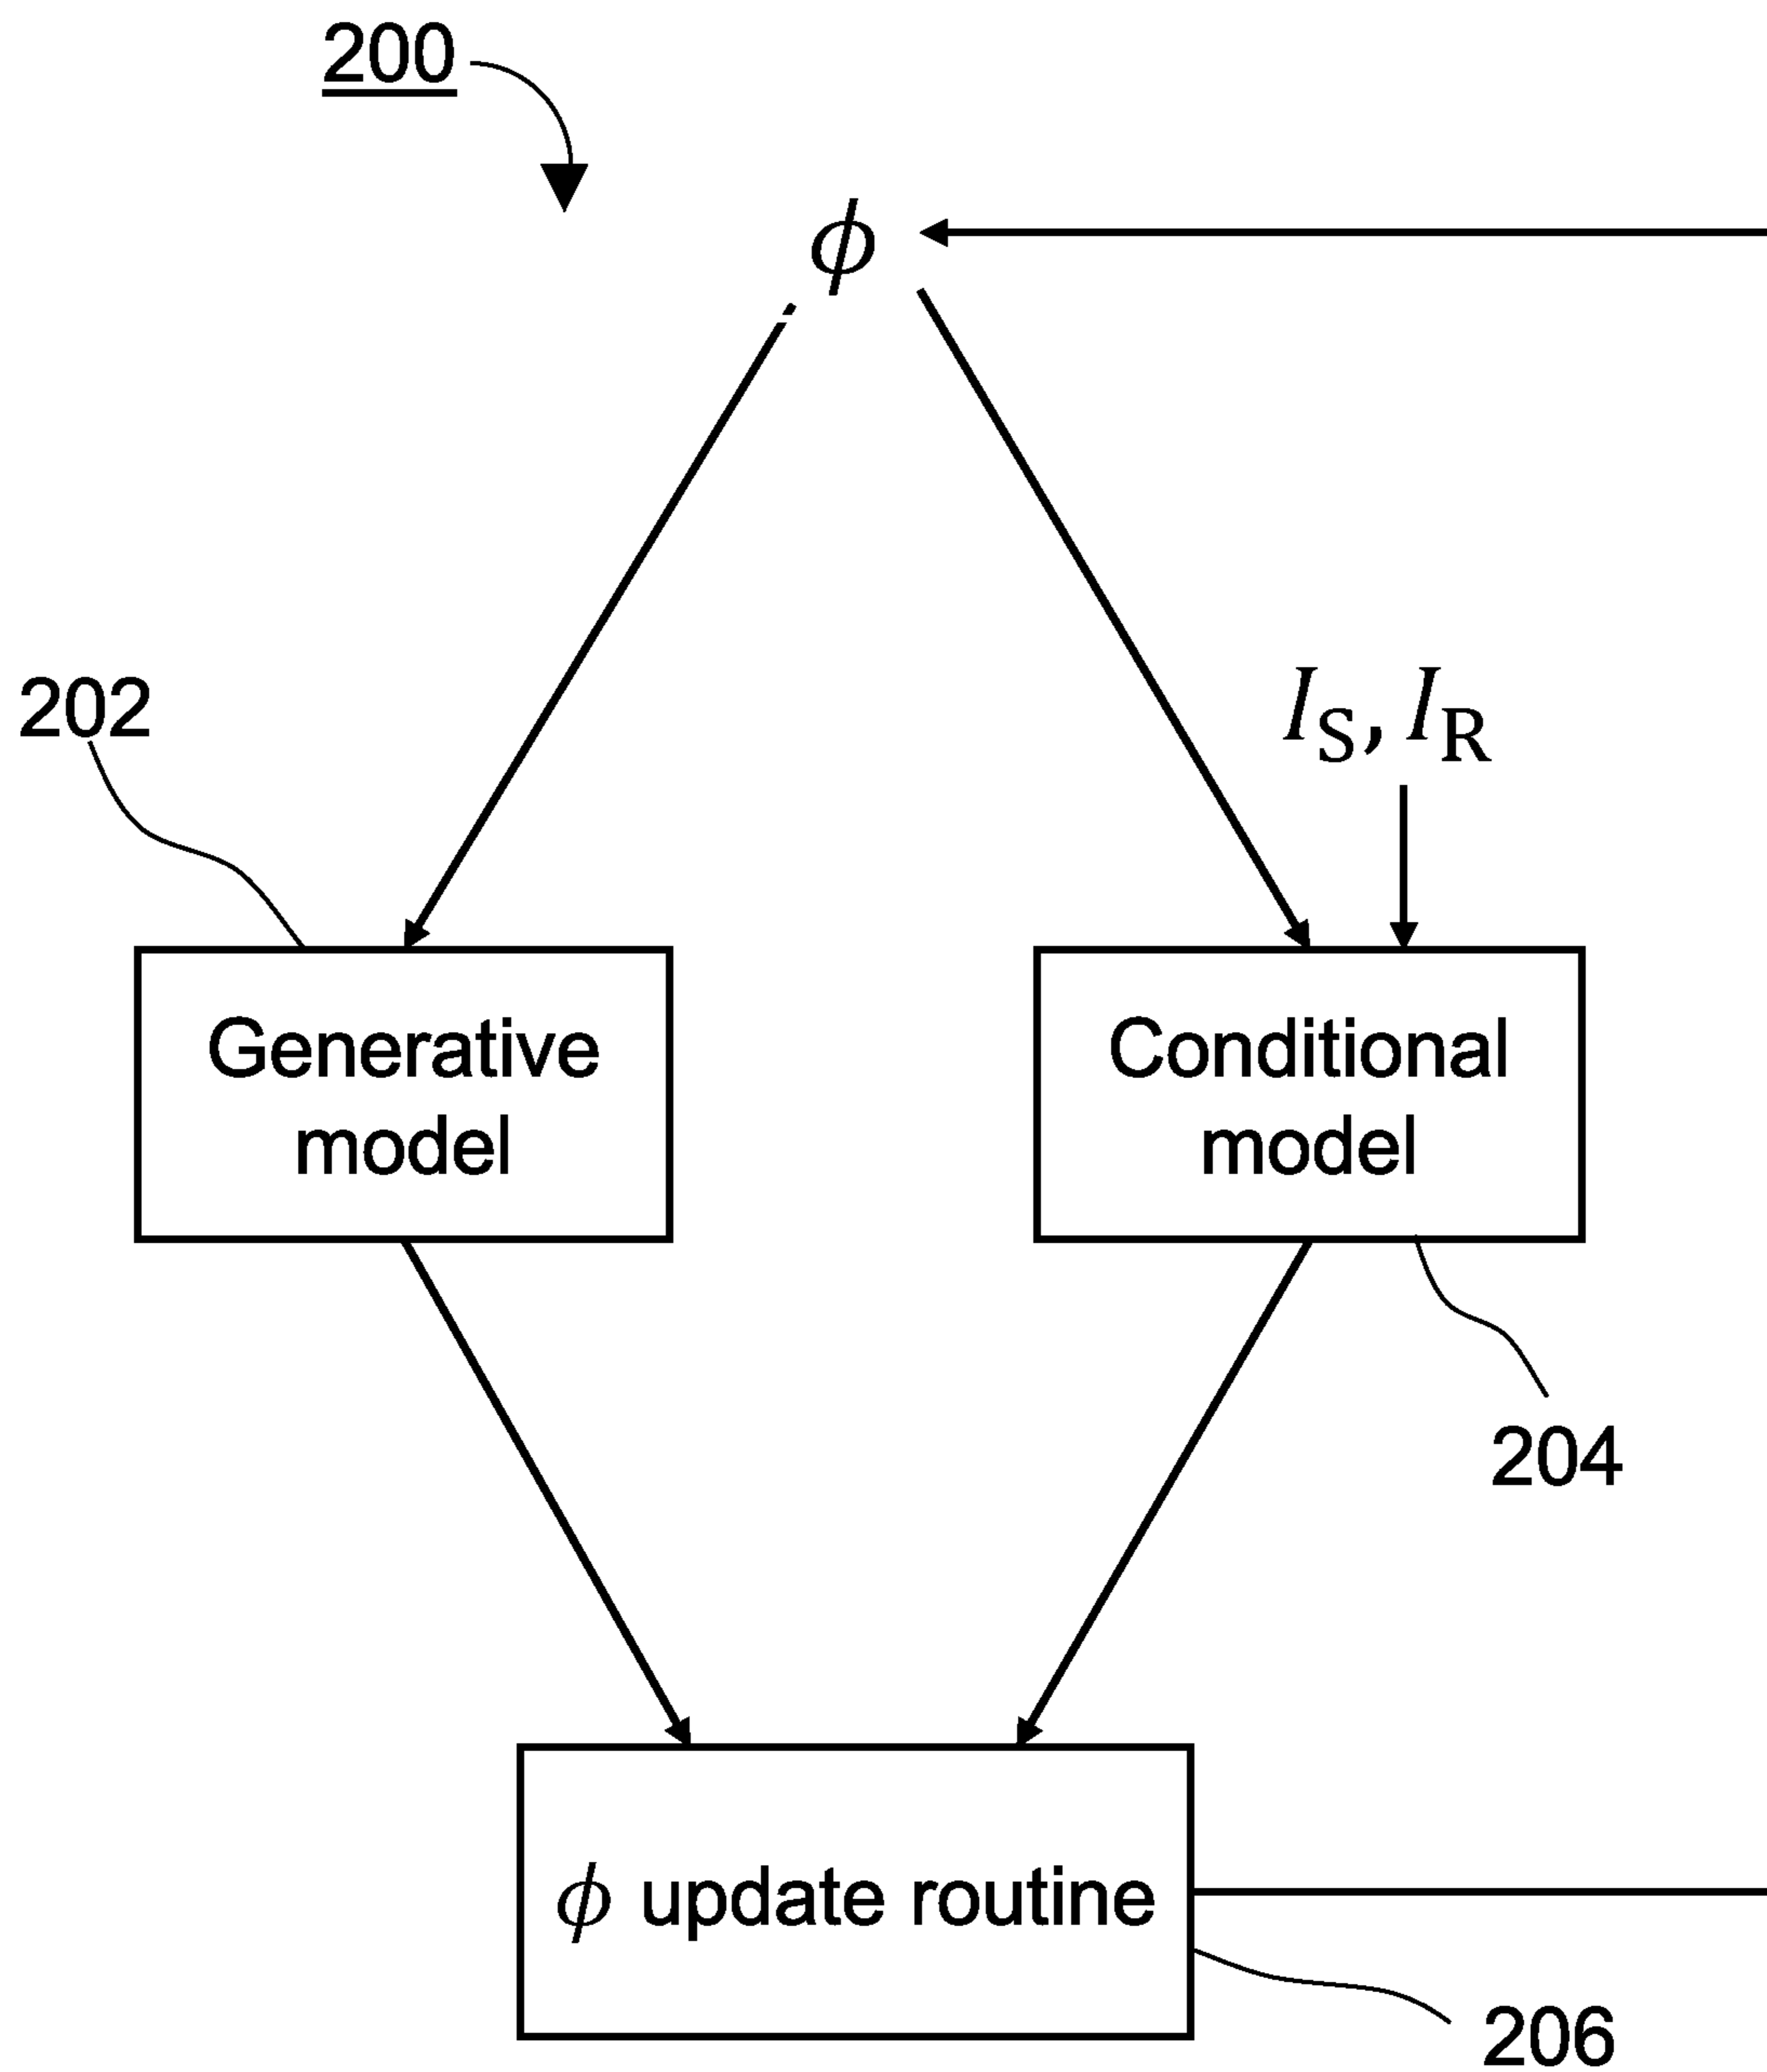 200
ϕ
202
I_S, I_R
Generative
model
Conditional
model
204
ϕ update routine
206